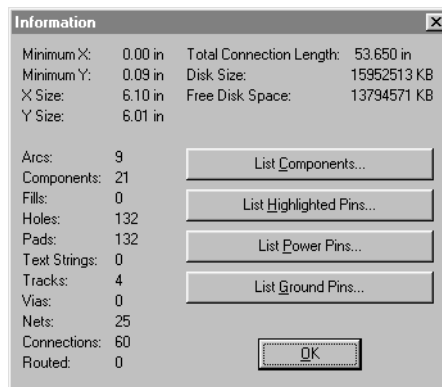 Information
Minimum X: 0.00 in Total Connection Length: 53.650 in
Minimum Y: 0.09 in Disk Size: 15952513 KB
X Size: 6.10 in Free Disk Space: 13794571 KB
Y Size: 6.01 in
Arcs: 9
Components: 21
Fills: 0
Holes: 132
Pads: 132
Text Strings: 0
Tracks: 4
Vias: 0
Nets: 25
Connections: 60
Routed: 0
List Components...
List Highlighted Pins...
List Power Pins...
List Ground Pins...
OK